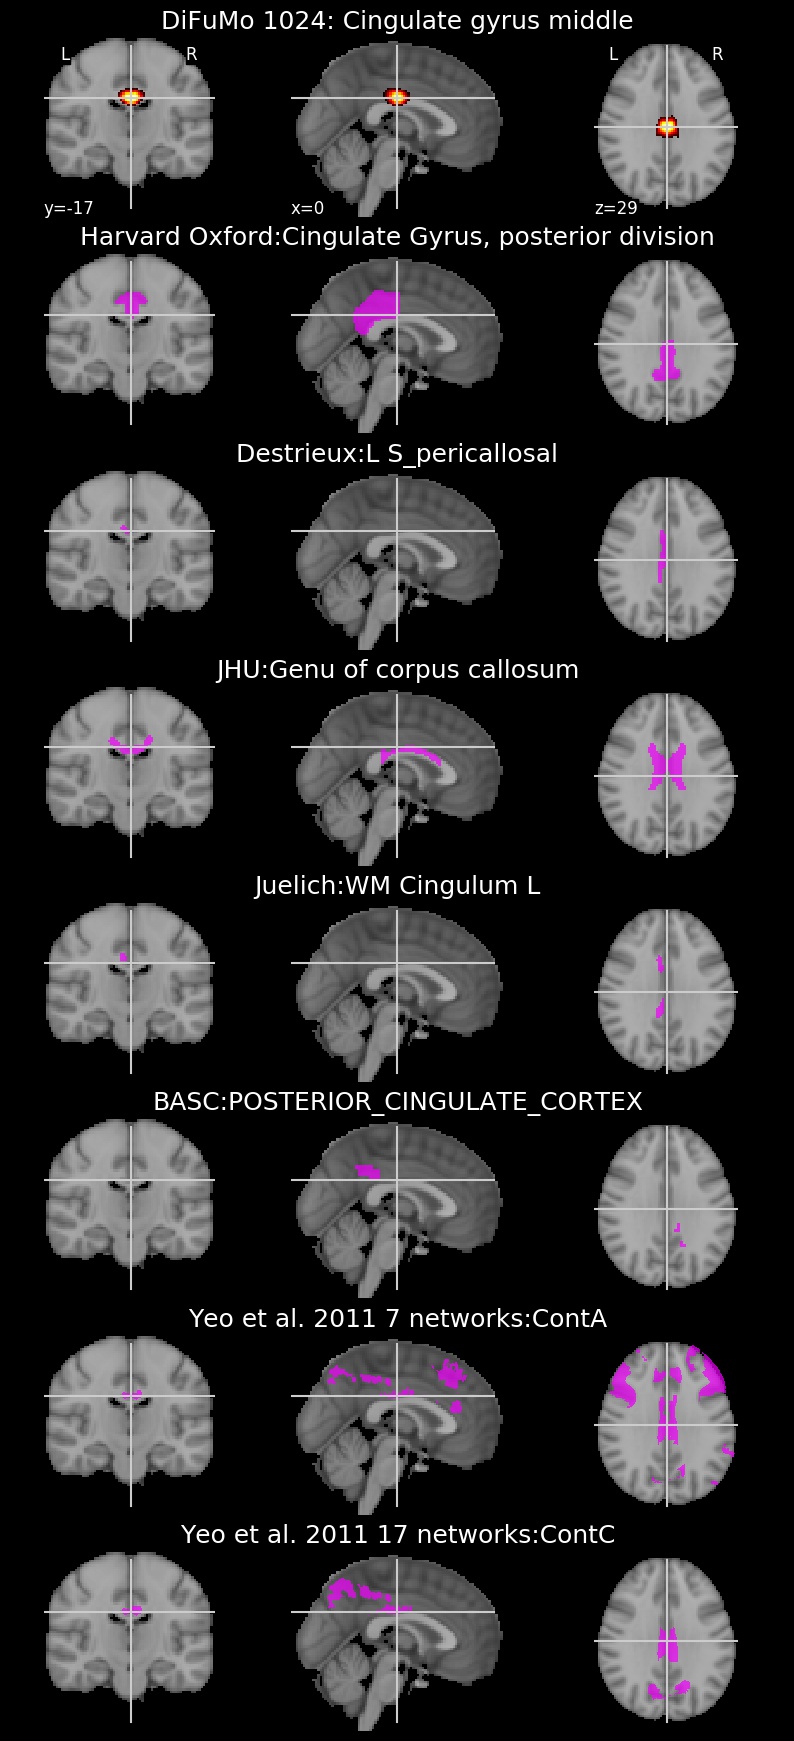 DiFuMo 1024: Cingulate gyrus middle
L R L R
y=-17 x=0 z=29
Harvard Oxford:Cingulate Gyrus, posterior division
Destrieux:L S_pericallosal
JHU:Genu of corpus callosum
Juelich:WM Cingulum L
BASC:POSTERIOR_CINGULATE_CORTEX
Yeo et al. 2011 7 networks:ContA
Yeo et al. 2011 17 networks:ContC